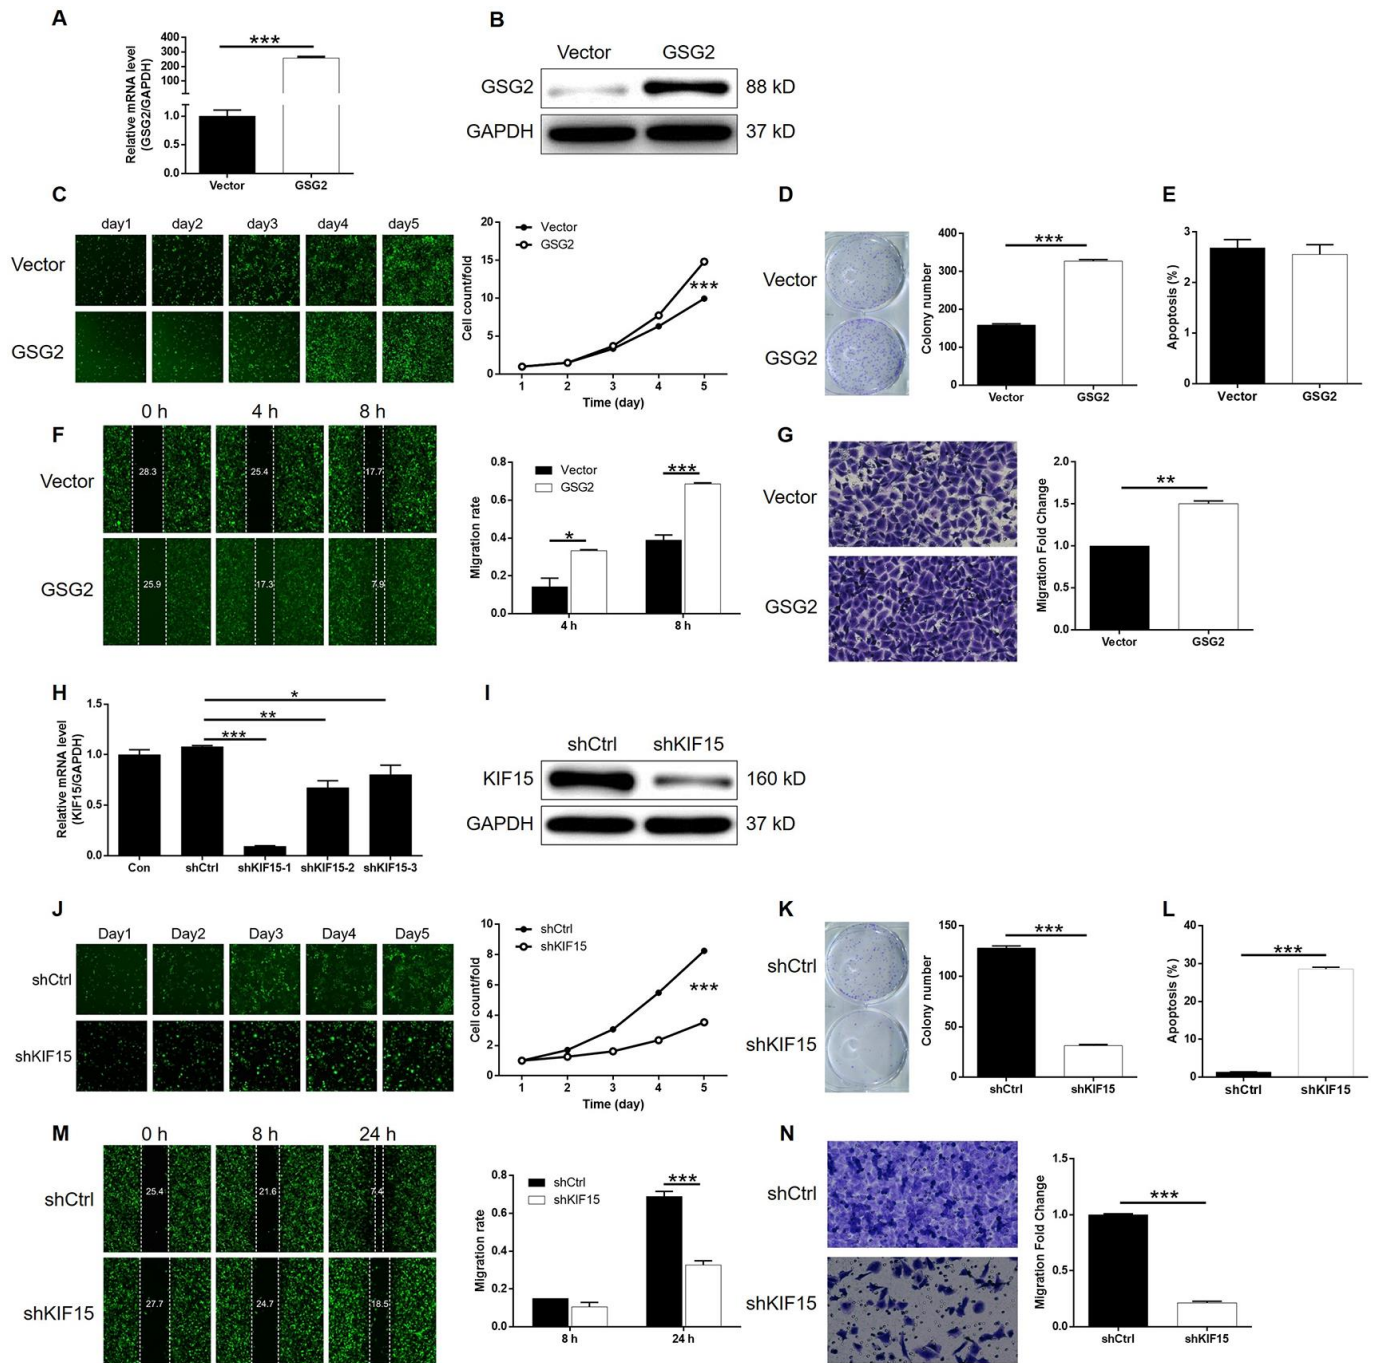 A
Relative mRNA level
(GSG2/GAPDH)
400
300
200
100
1.0
0.5
0.0
***
Vector
GSG2
B
Vector GSG2
GSG2 88 kD
GAPDH 37 kD
C
day1 day2 day3 day4 day5
Vector
GSG2
Cell count/fold
20
15
10
5
0
Vector
GSG2
***
1 2 3 4 5
Time (day)
D
Vector
GSG2
Colony number
400
300
200
100
0
***
Vector GSG2
E
Apoptosis (%)
3
2
1
0
Vector GSG2
F
0 h 4 h 8 h
Vector
28.3 25.4 17.7
GSG2
25.9 17.3 7.9
Migration rate
0.8
0.6
0.4
0.2
0.0
Vector
GSG2
* ***
4 h 8 h
G
Vector
GSG2
Migration Fold Change
2.0
1.5
1.0
0.5
0.0
**
Vector GSG2
H
Relative mRNA level
(KIF15/GAPDH)
1.5
1.0
0.5
0.0
*
**
***
Con shCtrl shKIF15-1 shKIF15-2 shKIF15-3
I
shCtrl shKIF15
KIF15 160 kD
GAPDH 37 kD
J
Day1 Day2 Day3 Day4 Day5
shCtrl
shKIF15
Cell count/fold
10
8
6
4
2
0
shCtrl
shKIF15
***
1 2 3 4 5
Time (day)
K
shCtrl
shKIF15
Colony number
150
100
50
0
***
shCtrl shKIF15
L
Apoptosis (%)
40
30
20
10
0
***
shCtrl shKIF15
M
0 h 8 h 24 h
shCtrl
25.4 21.6 7.4
shKIF15
27.7 24.7 18.5
Migration rate
0.8
0.6
0.4
0.2
0.0
shCtrl
shKIF15
***
8 h 24 h
N
shCtrl
shKIF15
Migration Fold Change
1.5
1.0
0.5
0.0
***
shCtrl shKIF15